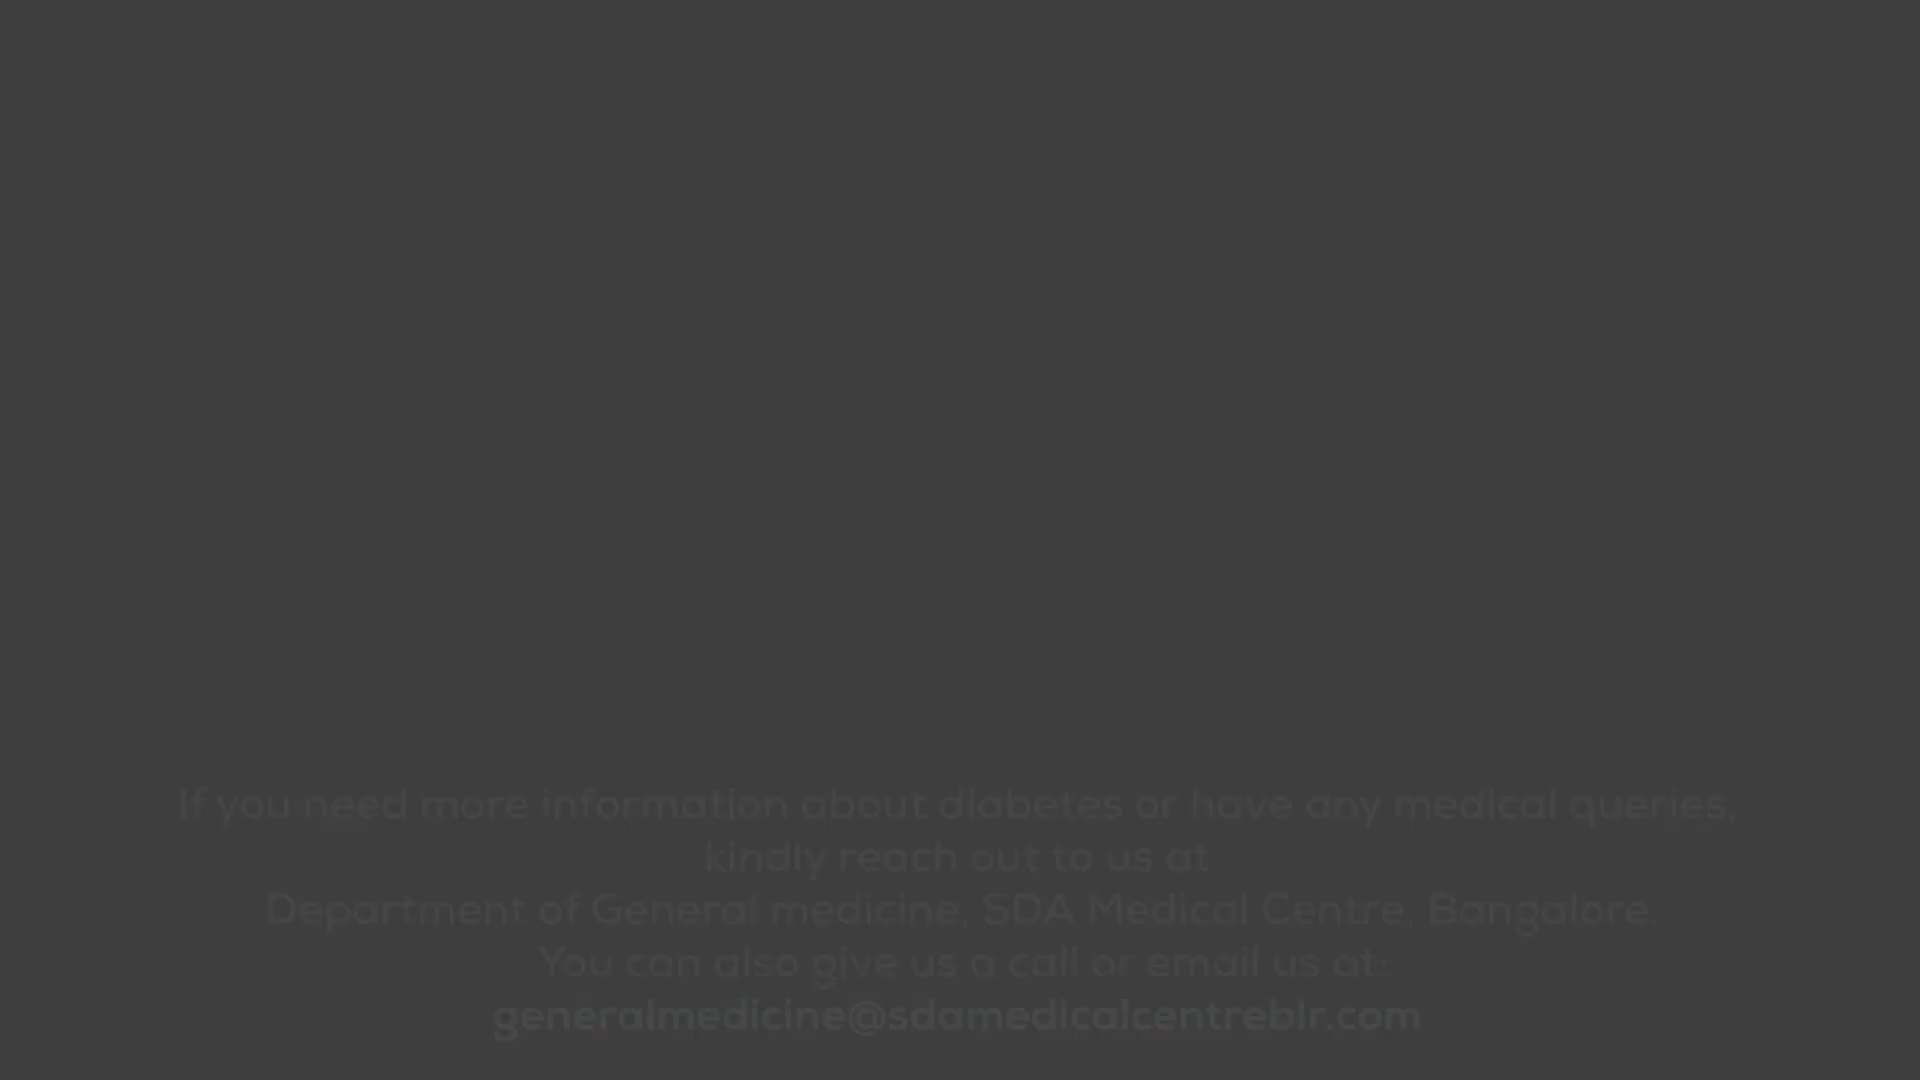 If you need more information about diabetes or have any medical queries,
kindly reach out to us at
Department of General medicine, SDA Medical Centre, Bangalore.
You can also give us a call or email us at:
generalmedicine@sdamedicalcentreblr.com